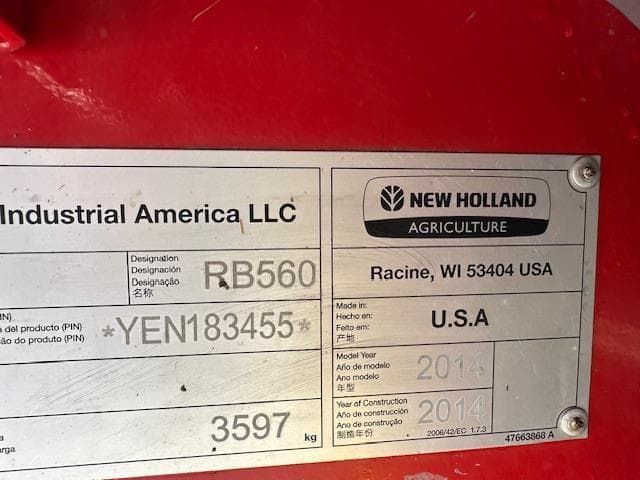 Industrial America LLC
NEW HOLLAND
AGRICULTURE
Designation
Designación
Designação
名称
RB560
Racine, WI 53404 USA
IN)
a del producto (PIN)
ção do produto (PIN)
*YEN183455*
Made in:
Hecho en:
Feito em:
产地
U.S.A
Model Year
Año de modelo
Ano modelo
年型
2014
Year of Construction
Año de construcción
Ano de construção
制造年份
2014
2006/42/EC 1.7.3
a
arga
3597 kg
47663868 A